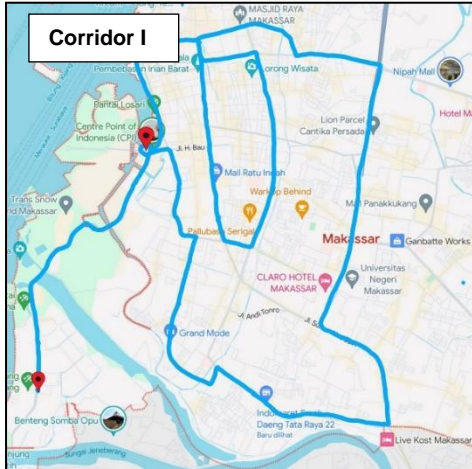 Corridor I
MASJID RAYA
MAKASSAR
Pembebasan Irian Barat
Lorong Wisata
Nipah Mall
Hotel M
Pantai Losari
Centre Point of
Indonesia (CPI)
Lion Parcel
Cantika Persada
Jl. H. Bau
Mall Ratu Indah
Trans Snow
Makassar
Warkop Behind
Mall Panakkukang
Pallubasa Serigala
Makassar
Ganbatte Works
CLARO HOTEL
MAKASSAR
Universitas
Negeri
Makassar
Jl Andi Tonro
Grand Mode
Daeng Tata Raya 22
Baru dilihat
Benteng Somba Opu
Live Kost Makassar
Sungai Jeneberang